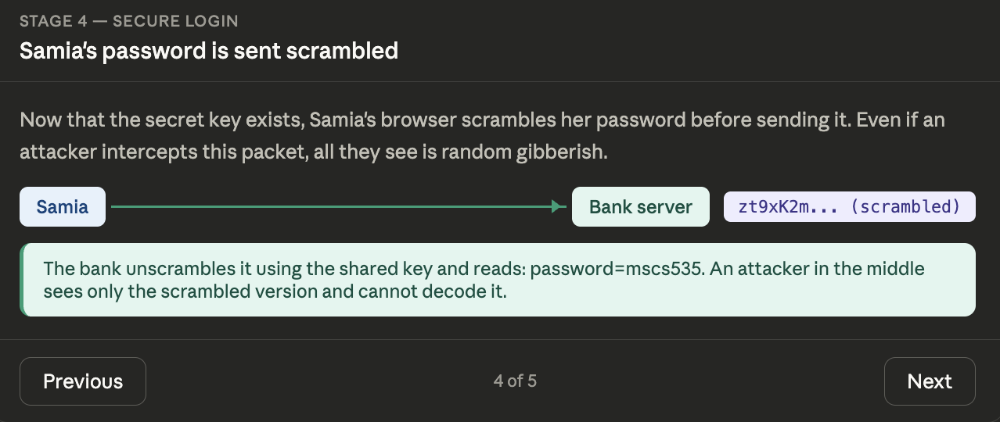 STAGE 4 — SECURE LOGIN
Samia's password is sent scrambled
Now that the secret key exists, Samia's browser scrambles her password before sending it. Even if an
attacker intercepts this packet, all they see is random gibberish.
Samia
Bank server
zt9xK2m... (scrambled)
The bank unscrambles it using the shared key and reads: password=mscs535. An attacker in the middle
sees only the scrambled version and cannot decode it.
Previous
4 of 5
Next